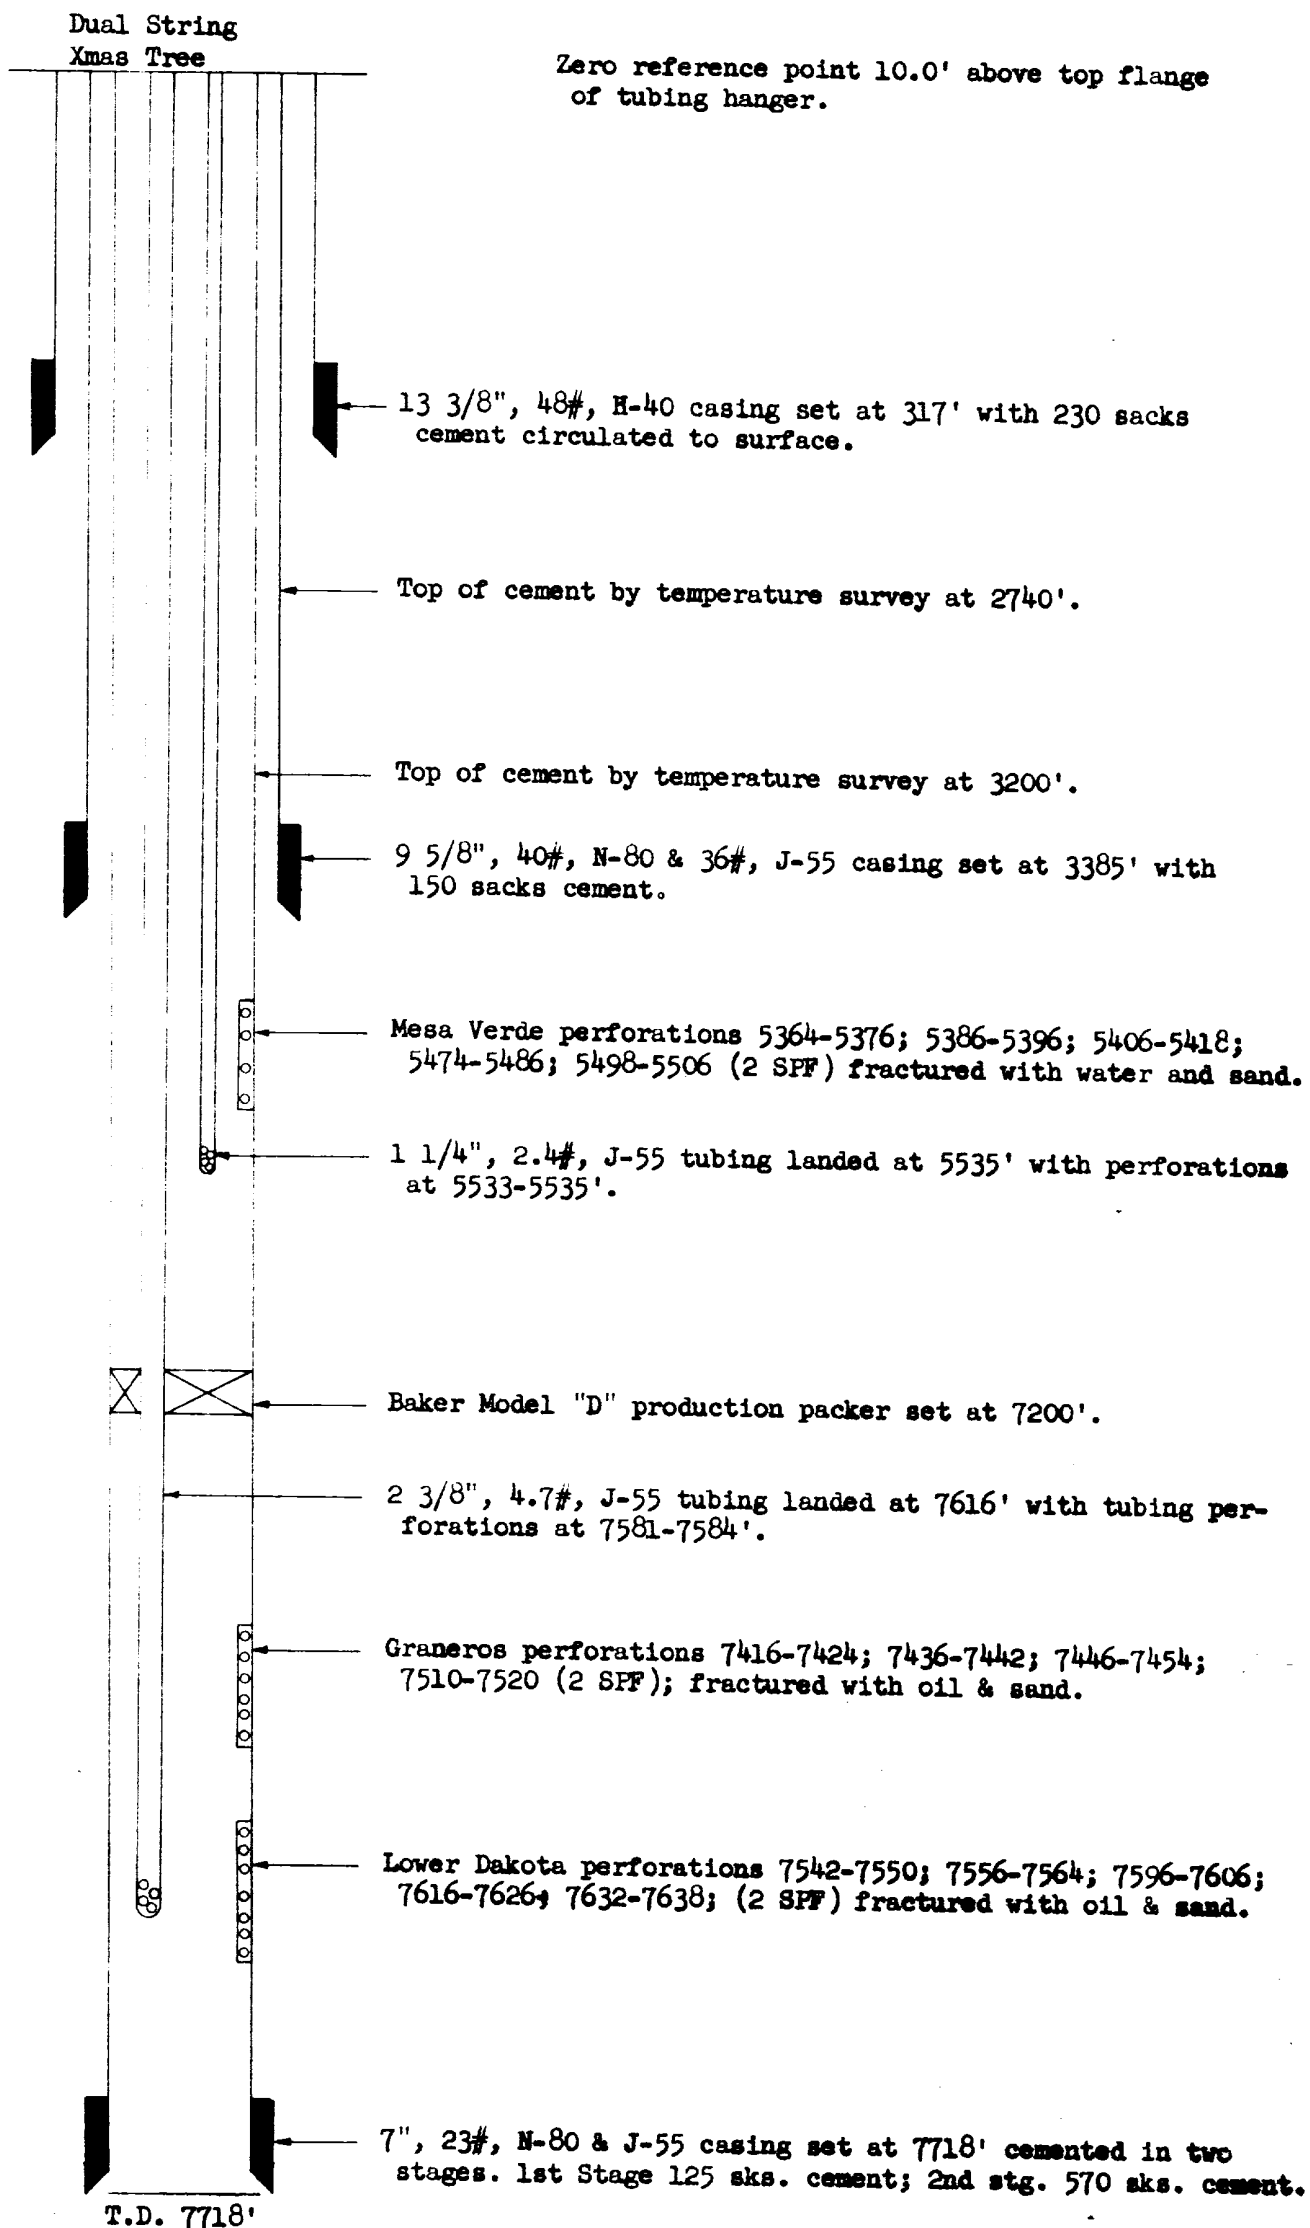 Dual String
Xmas Tree
Zero reference point 10.0' above top flange
of tubing hanger.
13 3/8", 48#, H-40 casing set at 317' with 230 sacks
cement circulated to surface.
Top of cement by temperature survey at 2740'.
Top of cement by temperature survey at 3200'.
9 5/8", 40#, N-80 & 36#, J-55 casing set at 3385' with
150 sacks cement.
Mesa Verde perforations 5364-5376; 5386-5396; 5406-5418;
5474-5486; 5498-5506 (2 SPF) fractured with water and sand.
1 1/4", 2.4#, J-55 tubing landed at 5535' with perforations
at 5533-5535'.
Baker Model "D" production packer set at 7200'.
2 3/8", 4.7#, J-55 tubing landed at 7616' with tubing per-
forations at 7581-7584'.
Graneros perforations 7416-7424; 7436-7442; 7446-7454;
7510-7520 (2 SPF); fractured with oil & sand.
Lower Dakota perforations 7542-7550; 7556-7564; 7596-7606;
7616-7626; 7632-7638; (2 SPF) fractured with oil & sand.
7", 23#, N-80 & J-55 casing set at 7718' cemented in two
stages. 1st Stage 125 sks. cement; 2nd stg. 570 sks. cement.
T.D. 7718'